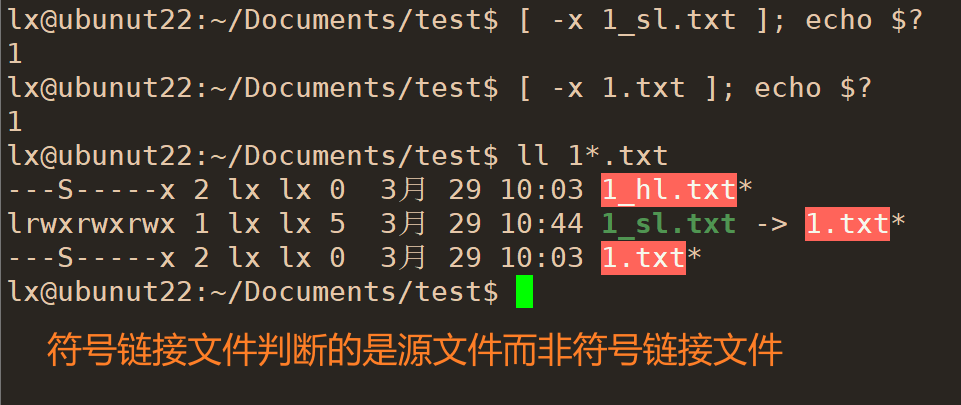 lx@ubunut22:~/Documents/test$ [ -x 1_sl.txt ]; echo $?
1
lx@ubunut22:~/Documents/test$ [ -x 1.txt ]; echo $?
1
lx@ubunut22:~/Documents/test$ ll 1*.txt
---S-----x 2 lx lx 0  3月 29 10:03 1_hl.txt*
lrwxrwxrwx 1 lx lx 5  3月 29 10:44 1_sl.txt -> 1.txt*
---S-----x 2 lx lx 0  3月 29 10:03 1.txt*
lx@ubunut22:~/Documents/test$
符号链接文件判断的是源文件而非符号链接文件